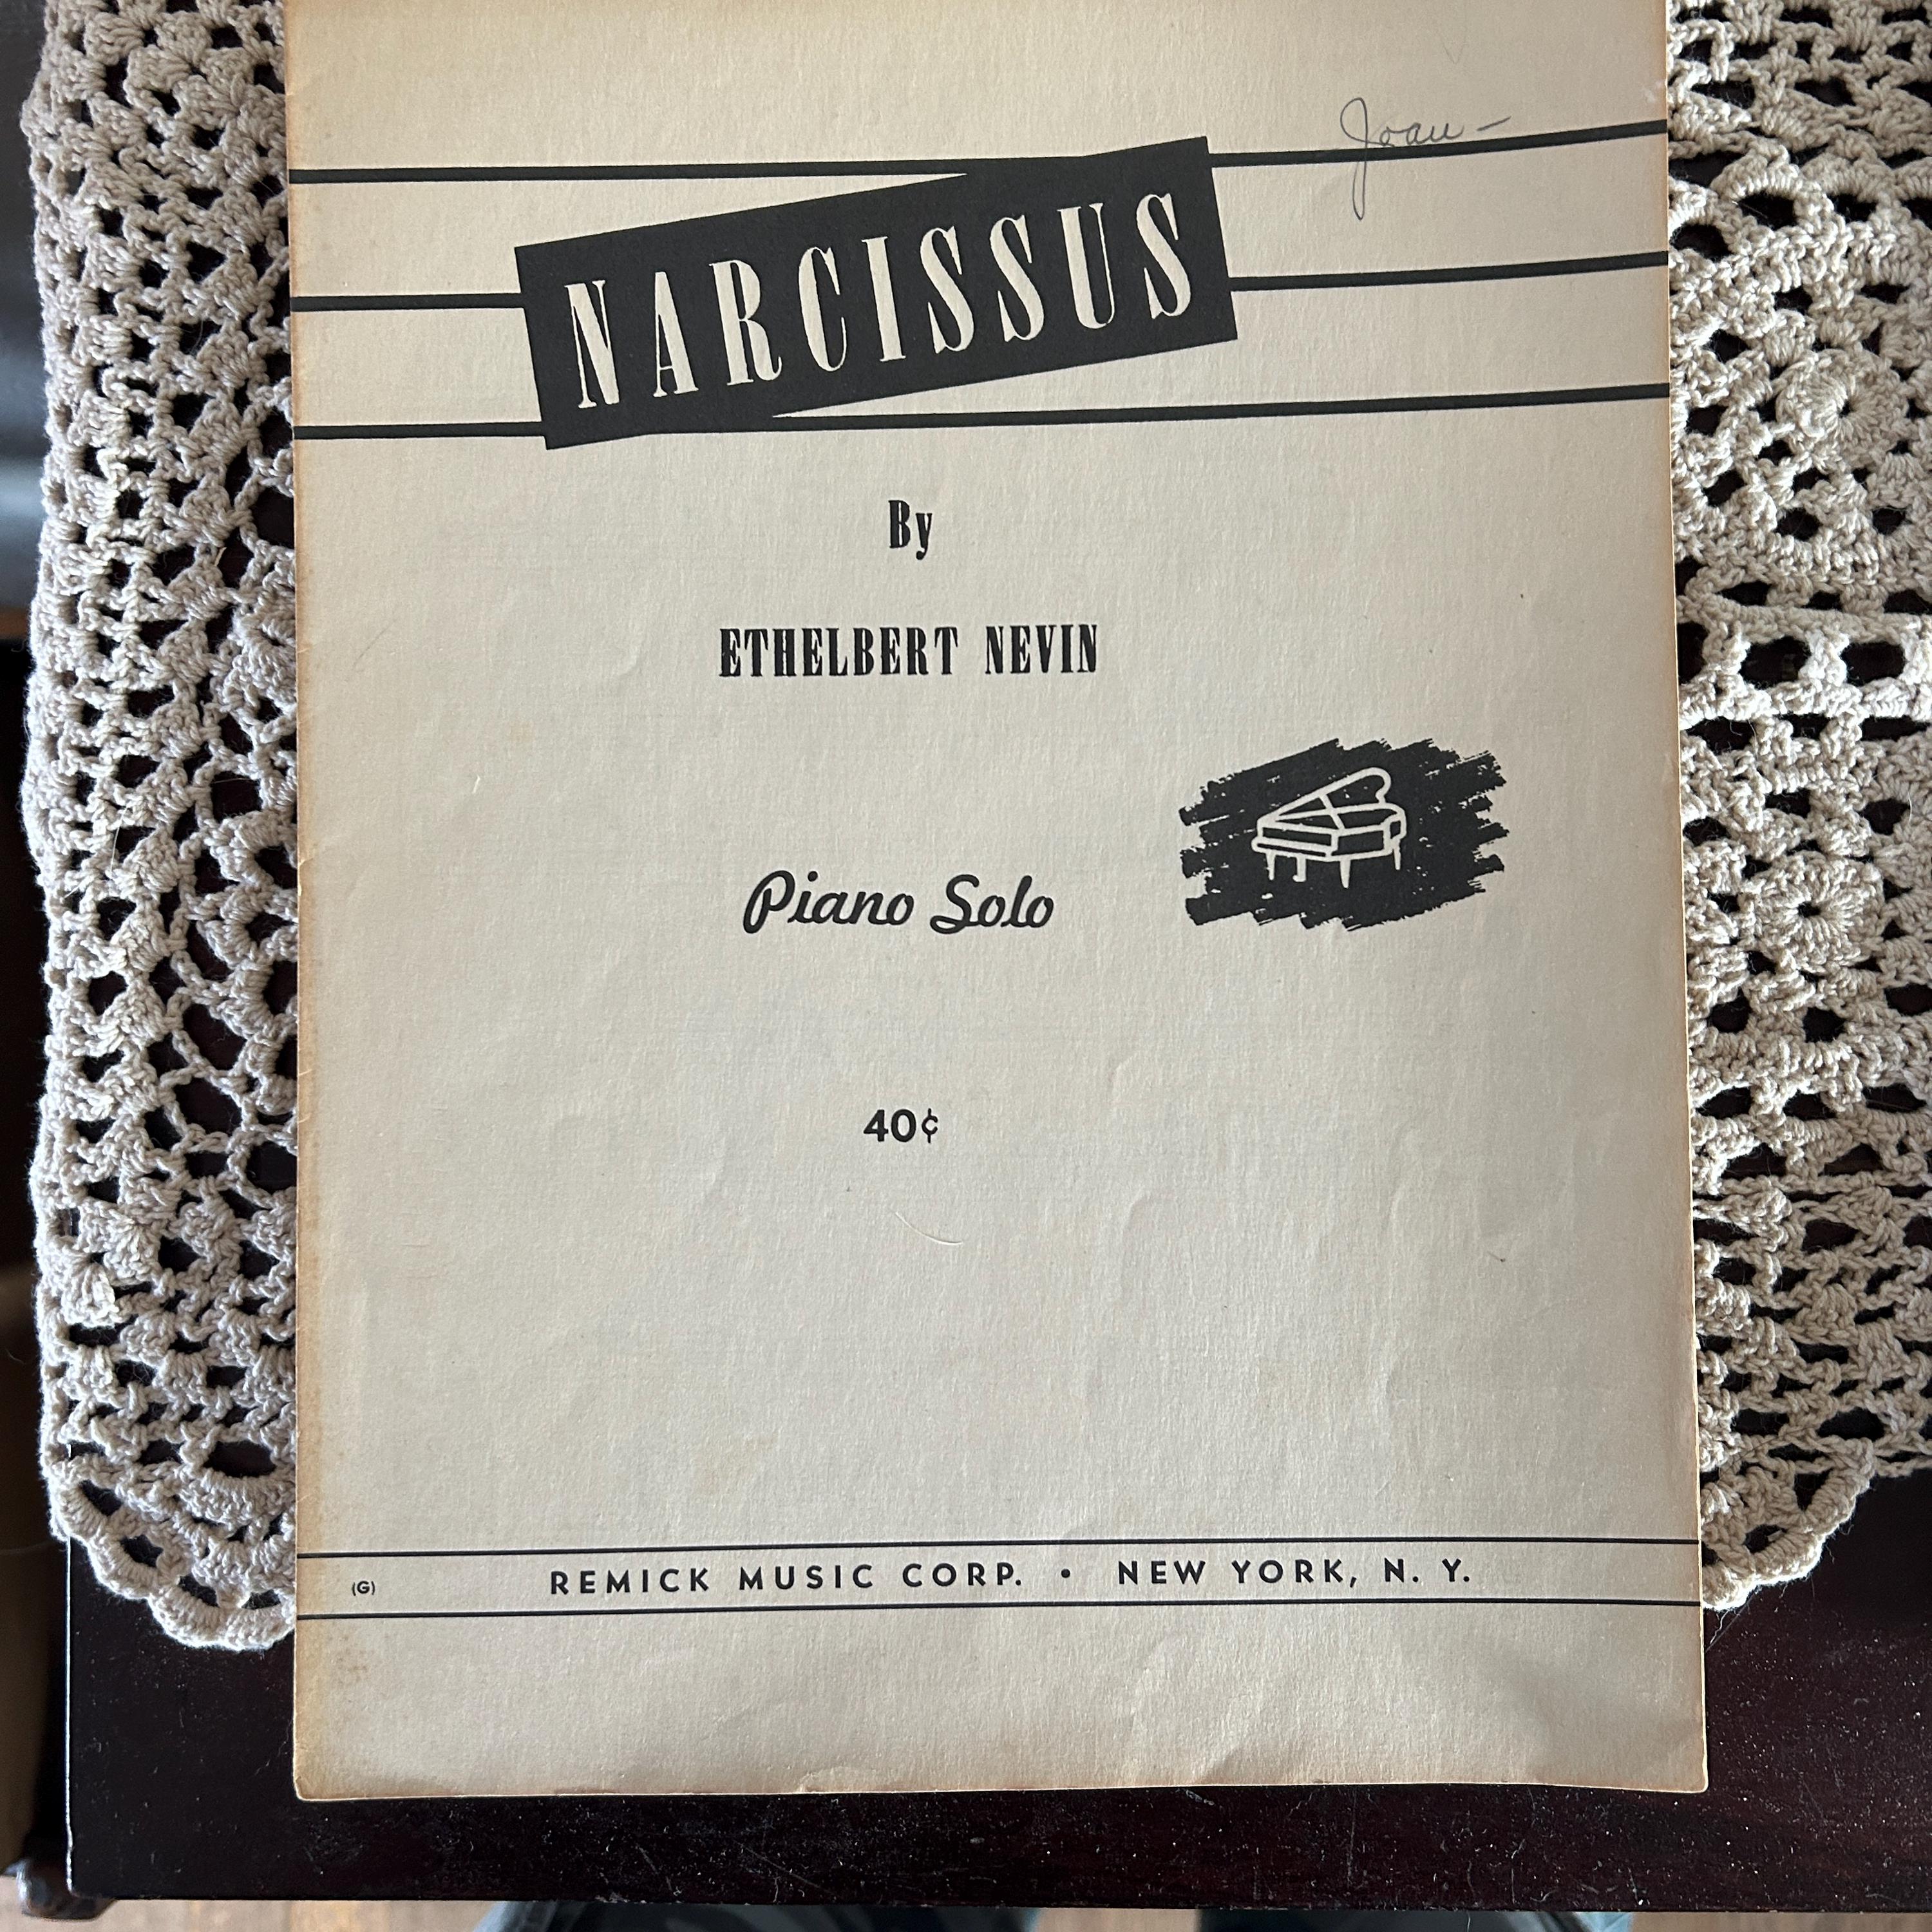 Joan -
NARCISSUS
By
ETHELBERT NEVIN
Piano Solo
40¢
(G) REMICK MUSIC CORP. • NEW YORK, N. Y.